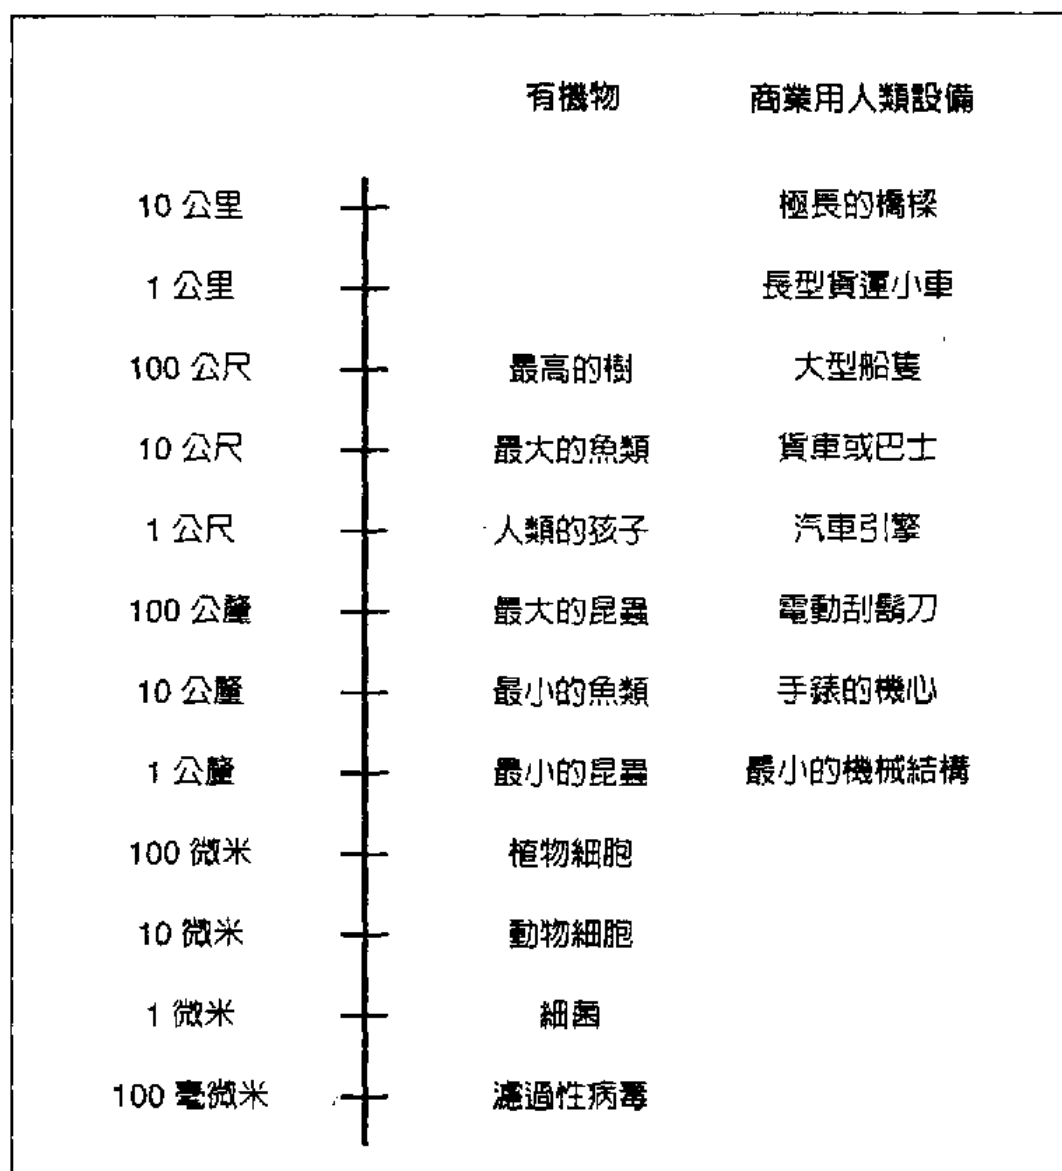 有機物 商業用人類設備
10 公里 極長的橋樑
1 公里 長型貨運小車
100 公尺 最高的樹 大型船隻
10 公尺 最大的魚類 貨車或巴士
1 公尺 人類的孩子 汽車引擎
100 公釐 最大的昆蟲 電動刮鬍刀
10 公釐 最小的魚類 手錶的機心
1 公釐 最小的昆蟲 最小的機械結構
100 微米 植物細胞
10 微米 動物細胞
1 微米 細菌
100 毫微米 濾過性病毒